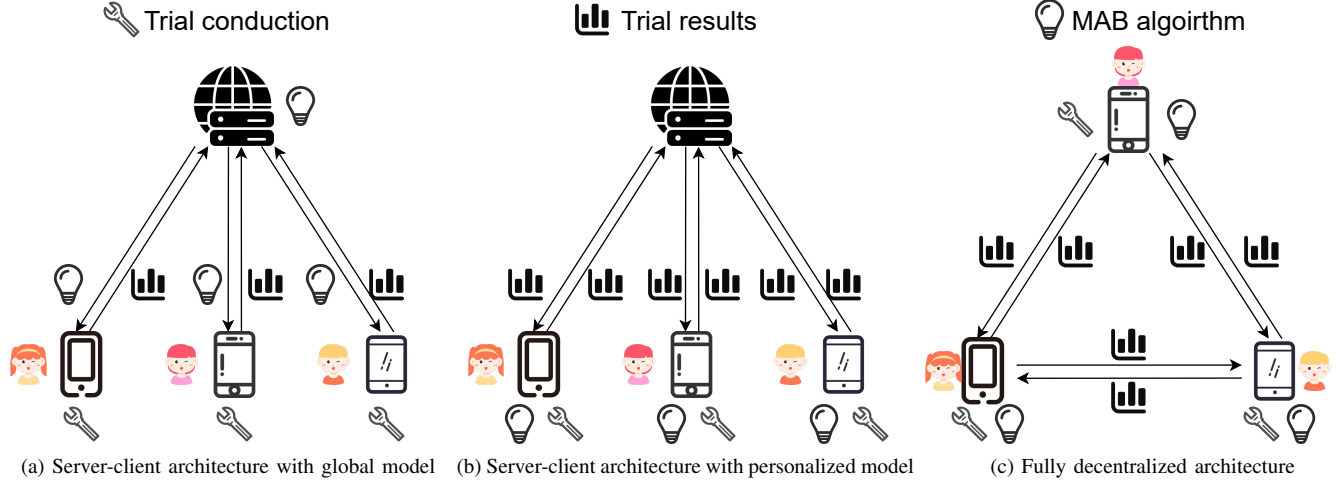 Trial conduction
Trial results
MAB algoirthm
(a) Server-client architecture with global model
(b) Server-client architecture with personalized model
(c) Fully decentralized architecture